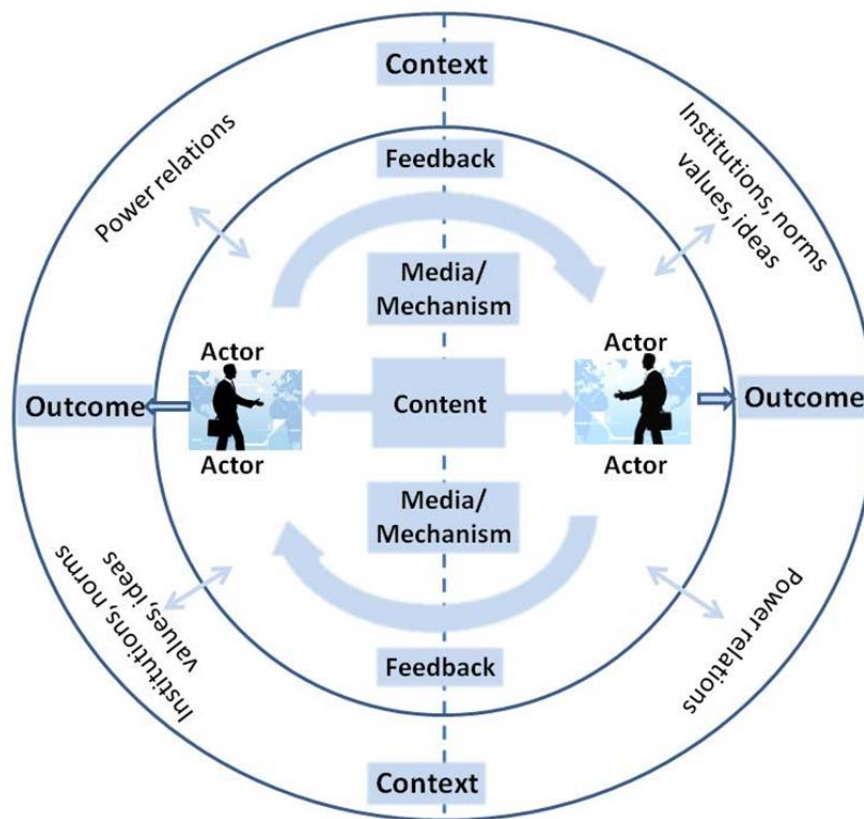 Context
Power relations
Institutions, norms
values, ideas
Feedback
Media/
Mechanism
Actor
Actor
Outcome
Content
Outcome
Actor
Actor
Media/
Mechanism
Institutions, norms
values, ideas
Power relations
Feedback
Context